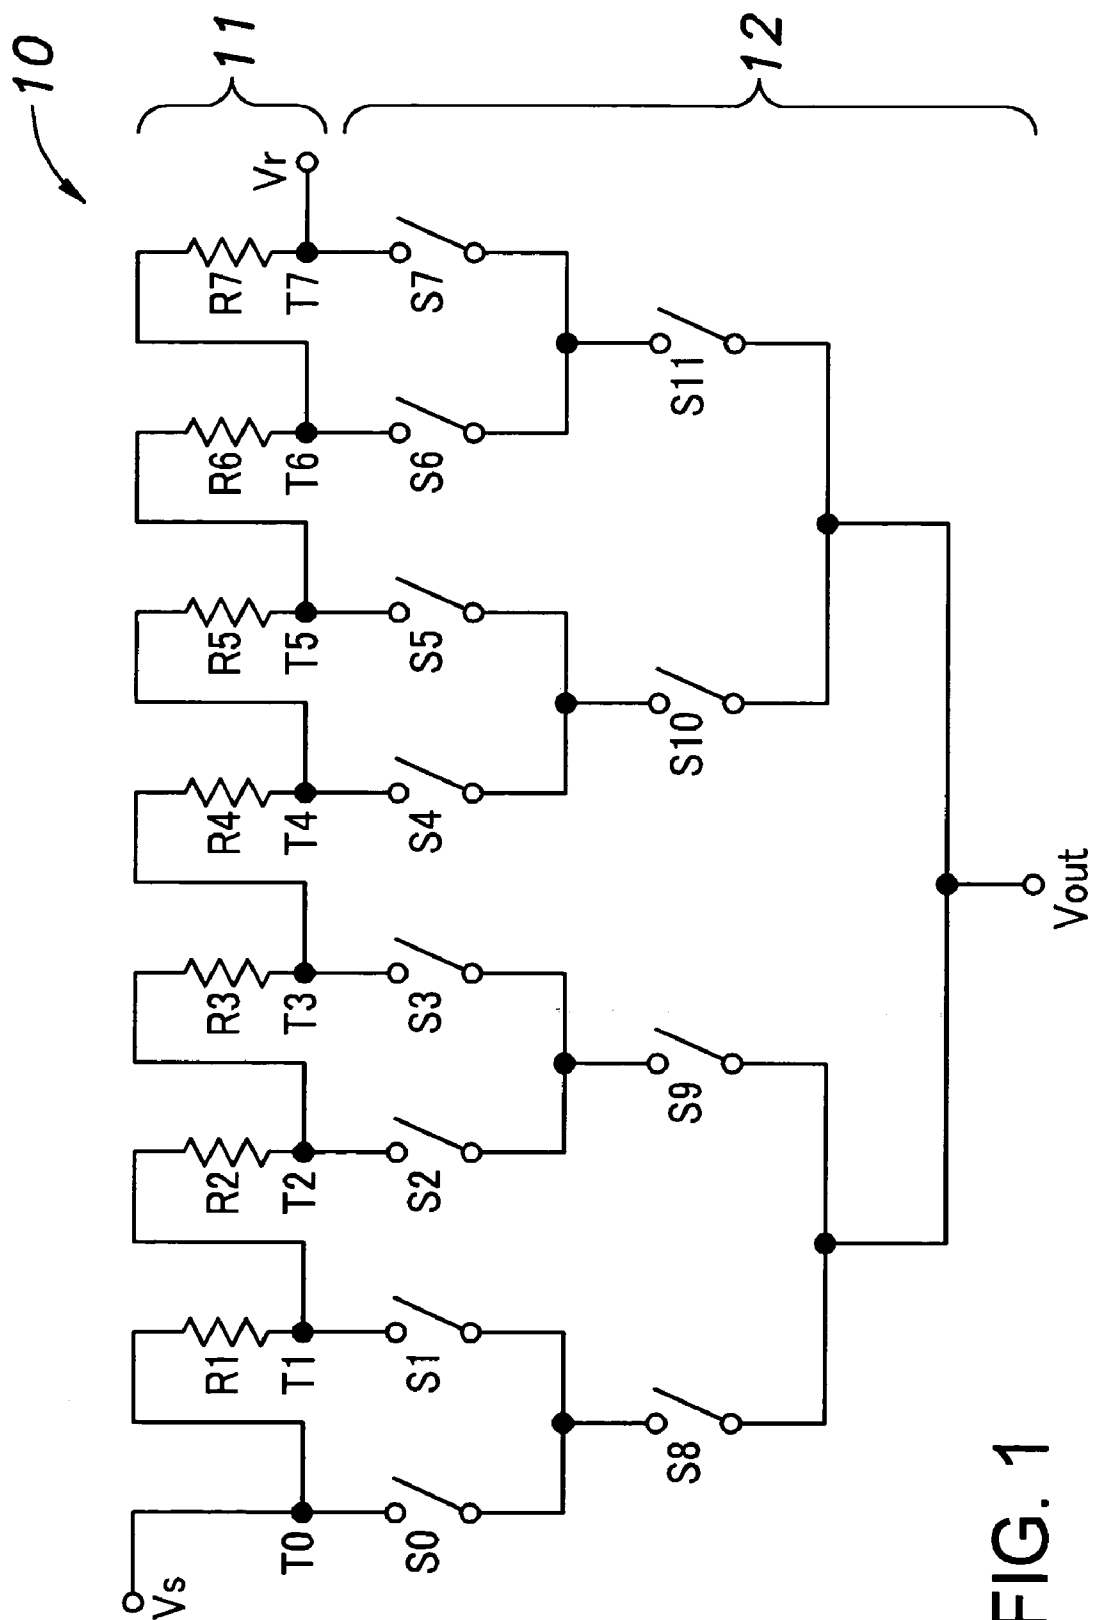 10
11
12
Vs
Vr
R1 R2 R3 R4 R5 R6 R7
T0 T1 T2 T3 T4 T5 T6 T7
S0 S1 S2 S3 S4 S5 S6 S7
S8 S9 S10 S11
Vout
FIG. 1